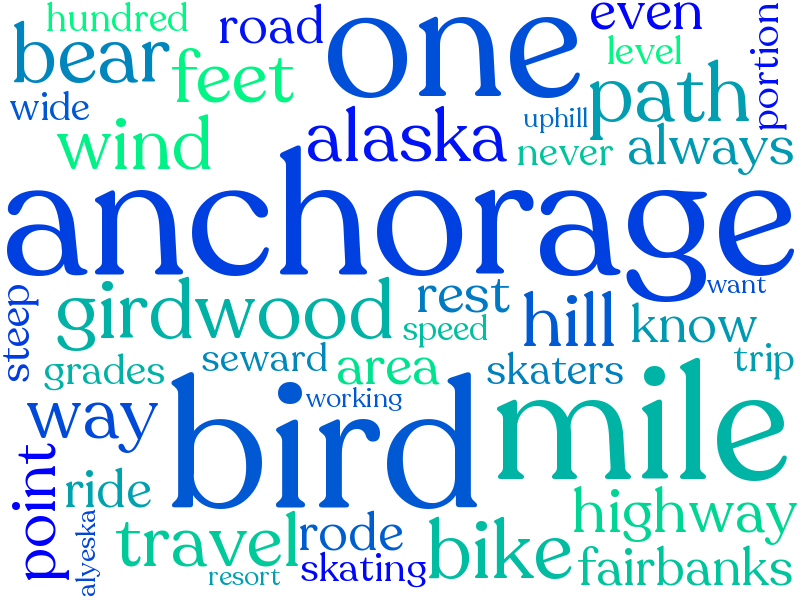 hundred
road
one
even
portion
bear
feet
level
wide
path
uphill
wind
alaska
never
always
anchorage
steep
girdwood
rest
want
hill
know
speed
grades
seward
area
skaters
trip
way
bird
working
mile
point
ride
alyeska
travel
rode
bike
highway
resort
skating
fairbanks